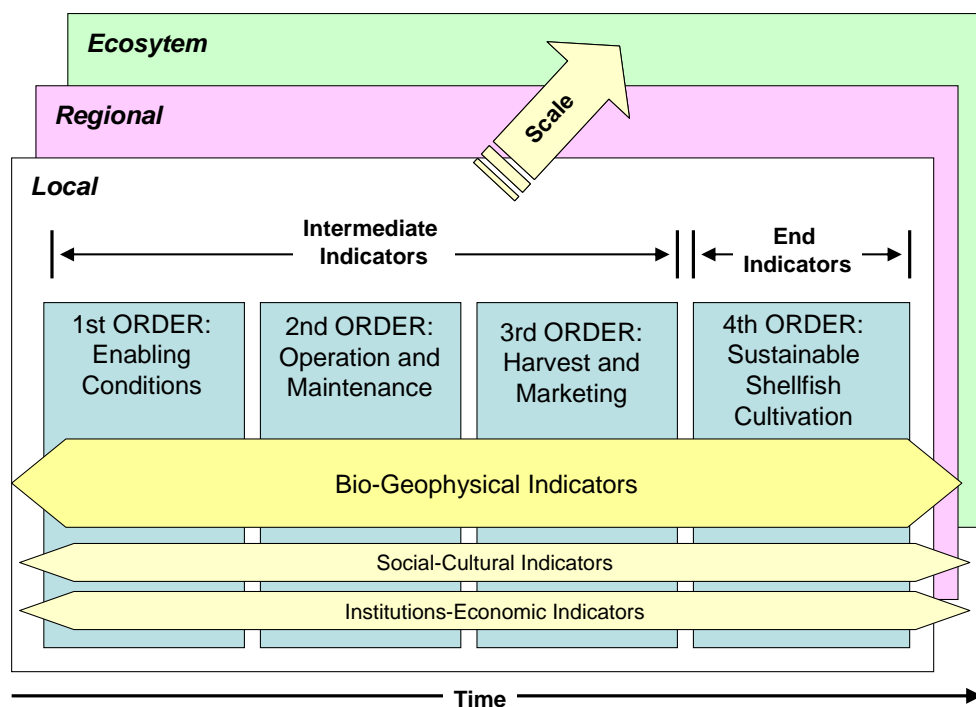 Ecosytem
Regional
Scale
Local
Intermediate
Indicators
End
Indicators
1st ORDER:
Enabling
Conditions
2nd ORDER:
Operation and
Maintenance
3rd ORDER:
Harvest and
Marketing
4th ORDER:
Sustainable
Shellfish
Cultivation
Bio-Geophysical Indicators
Social-Cultural Indicators
Institutions-Economic Indicators
Time